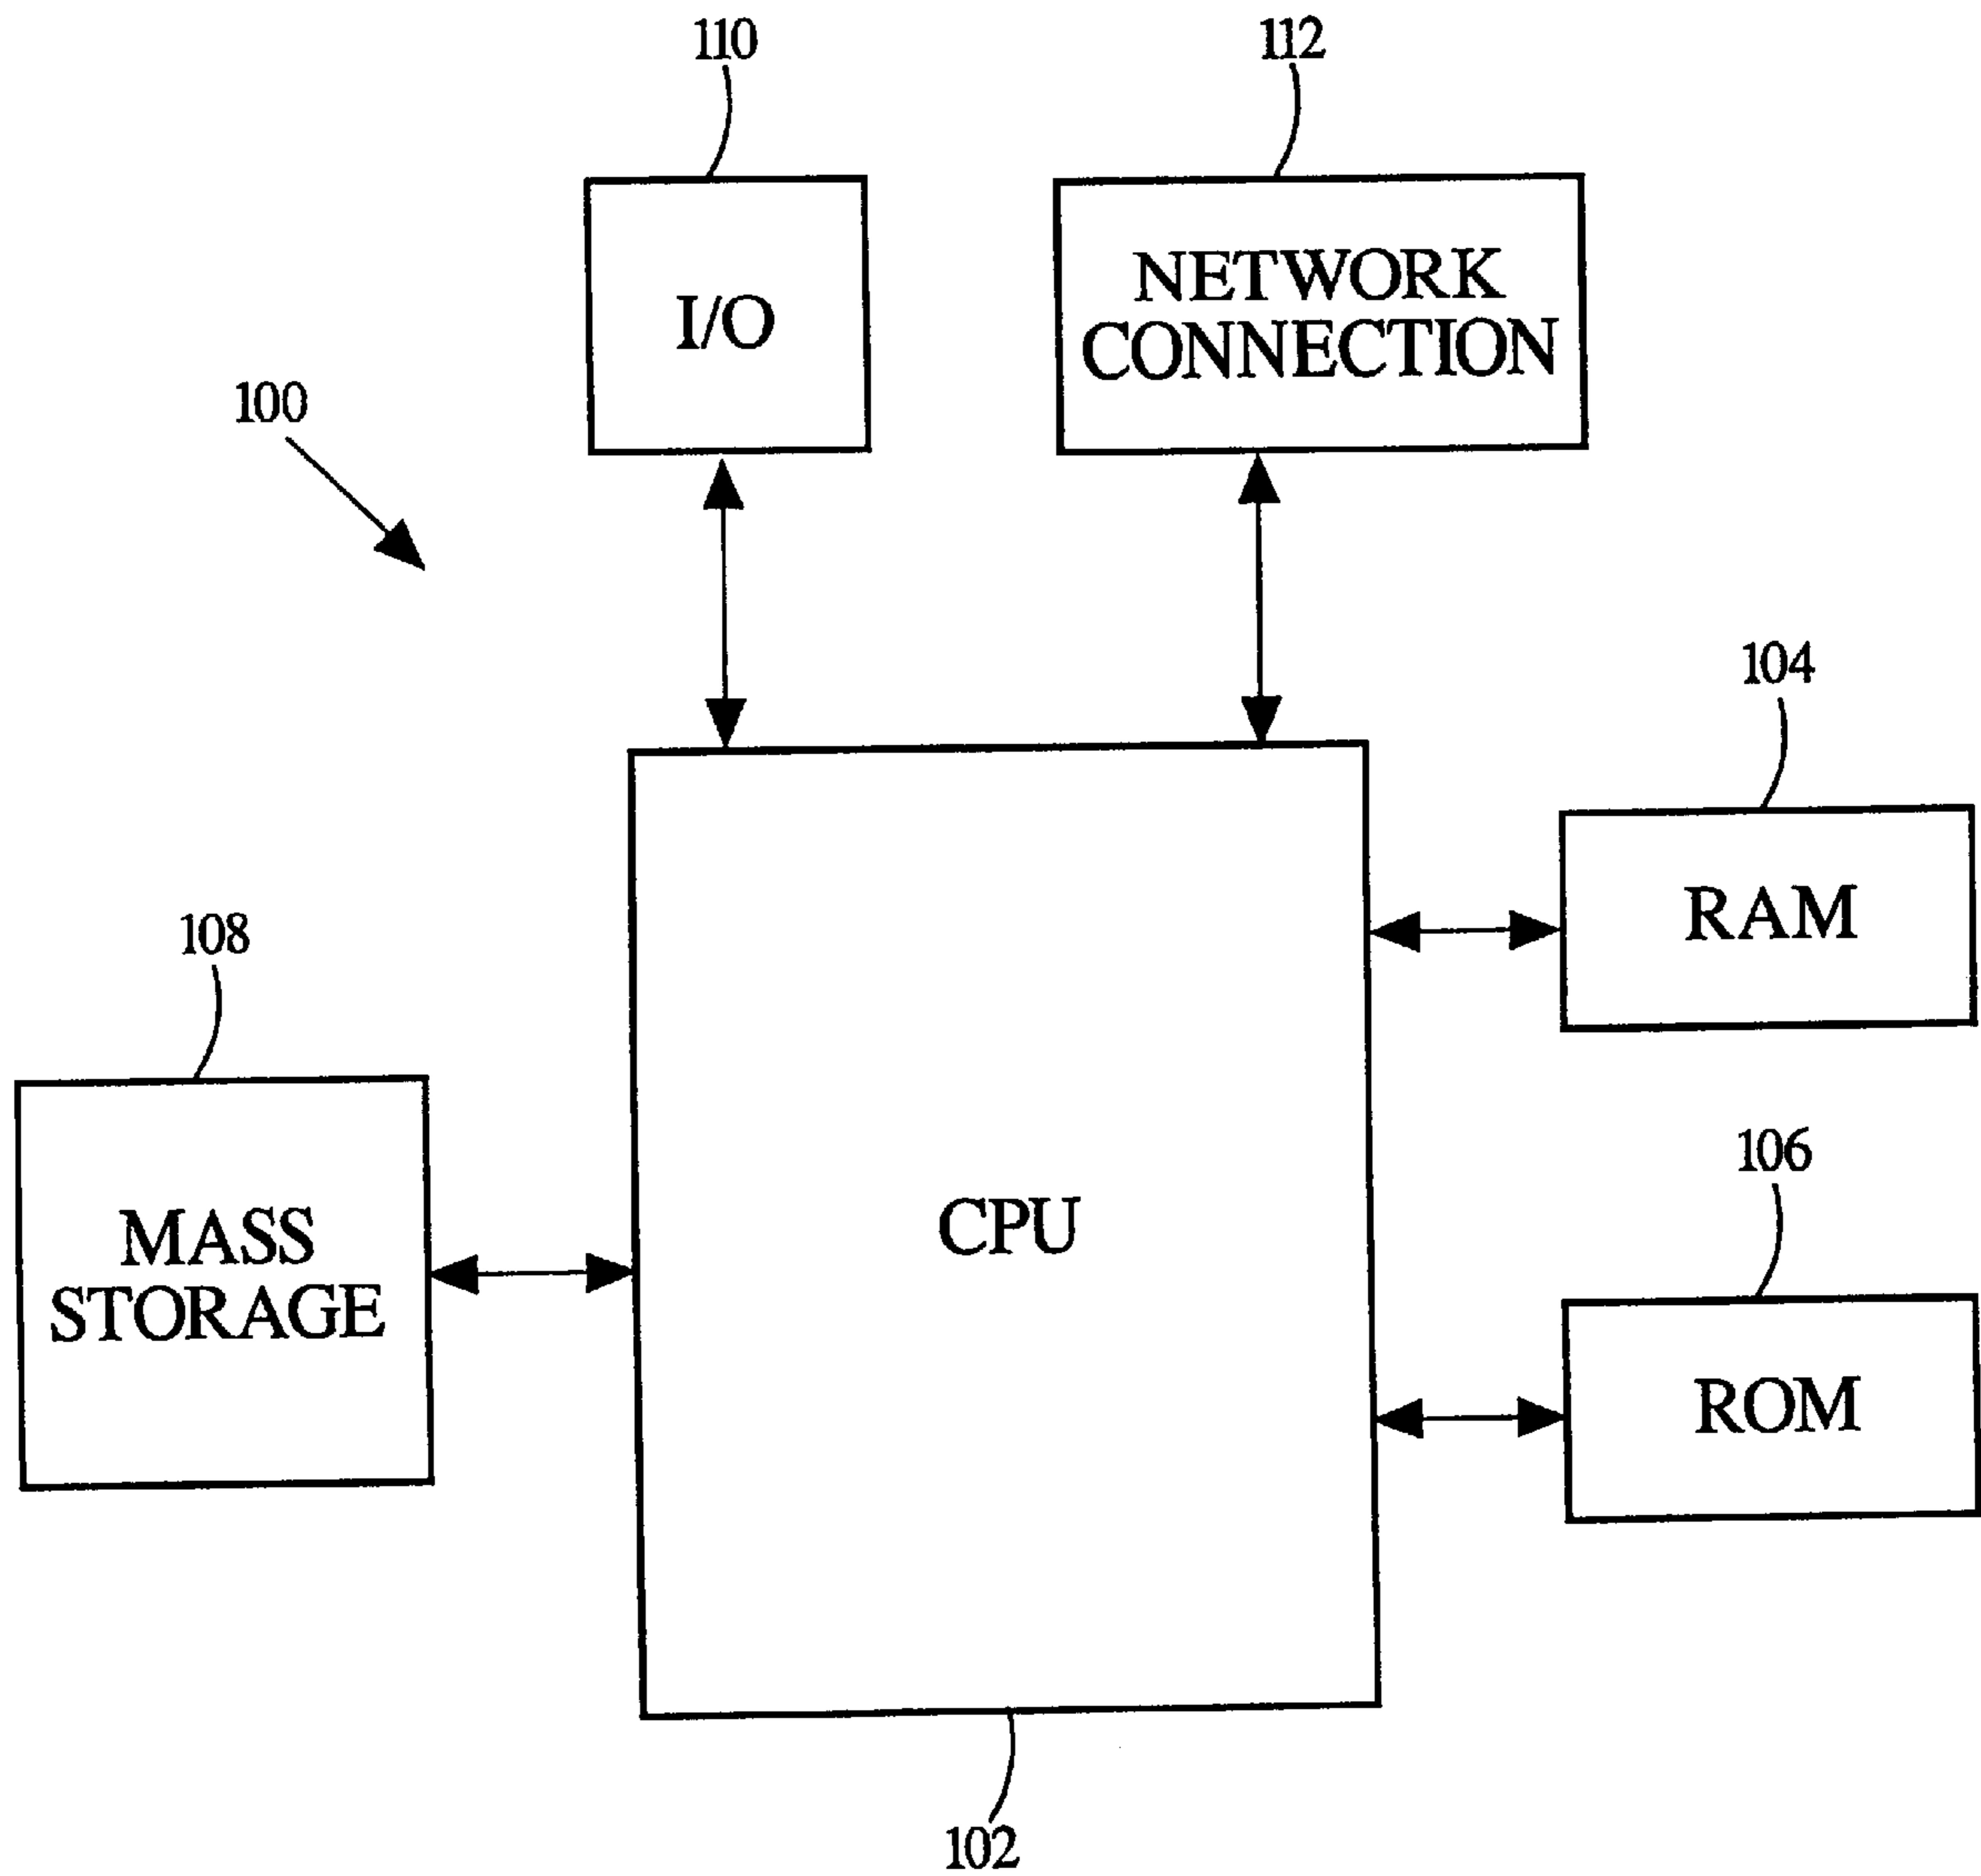 110
112
I/O
NETWORK
CONNECTION
100
104
RAM
108
106
MASS
STORAGE
CPU
ROM
102